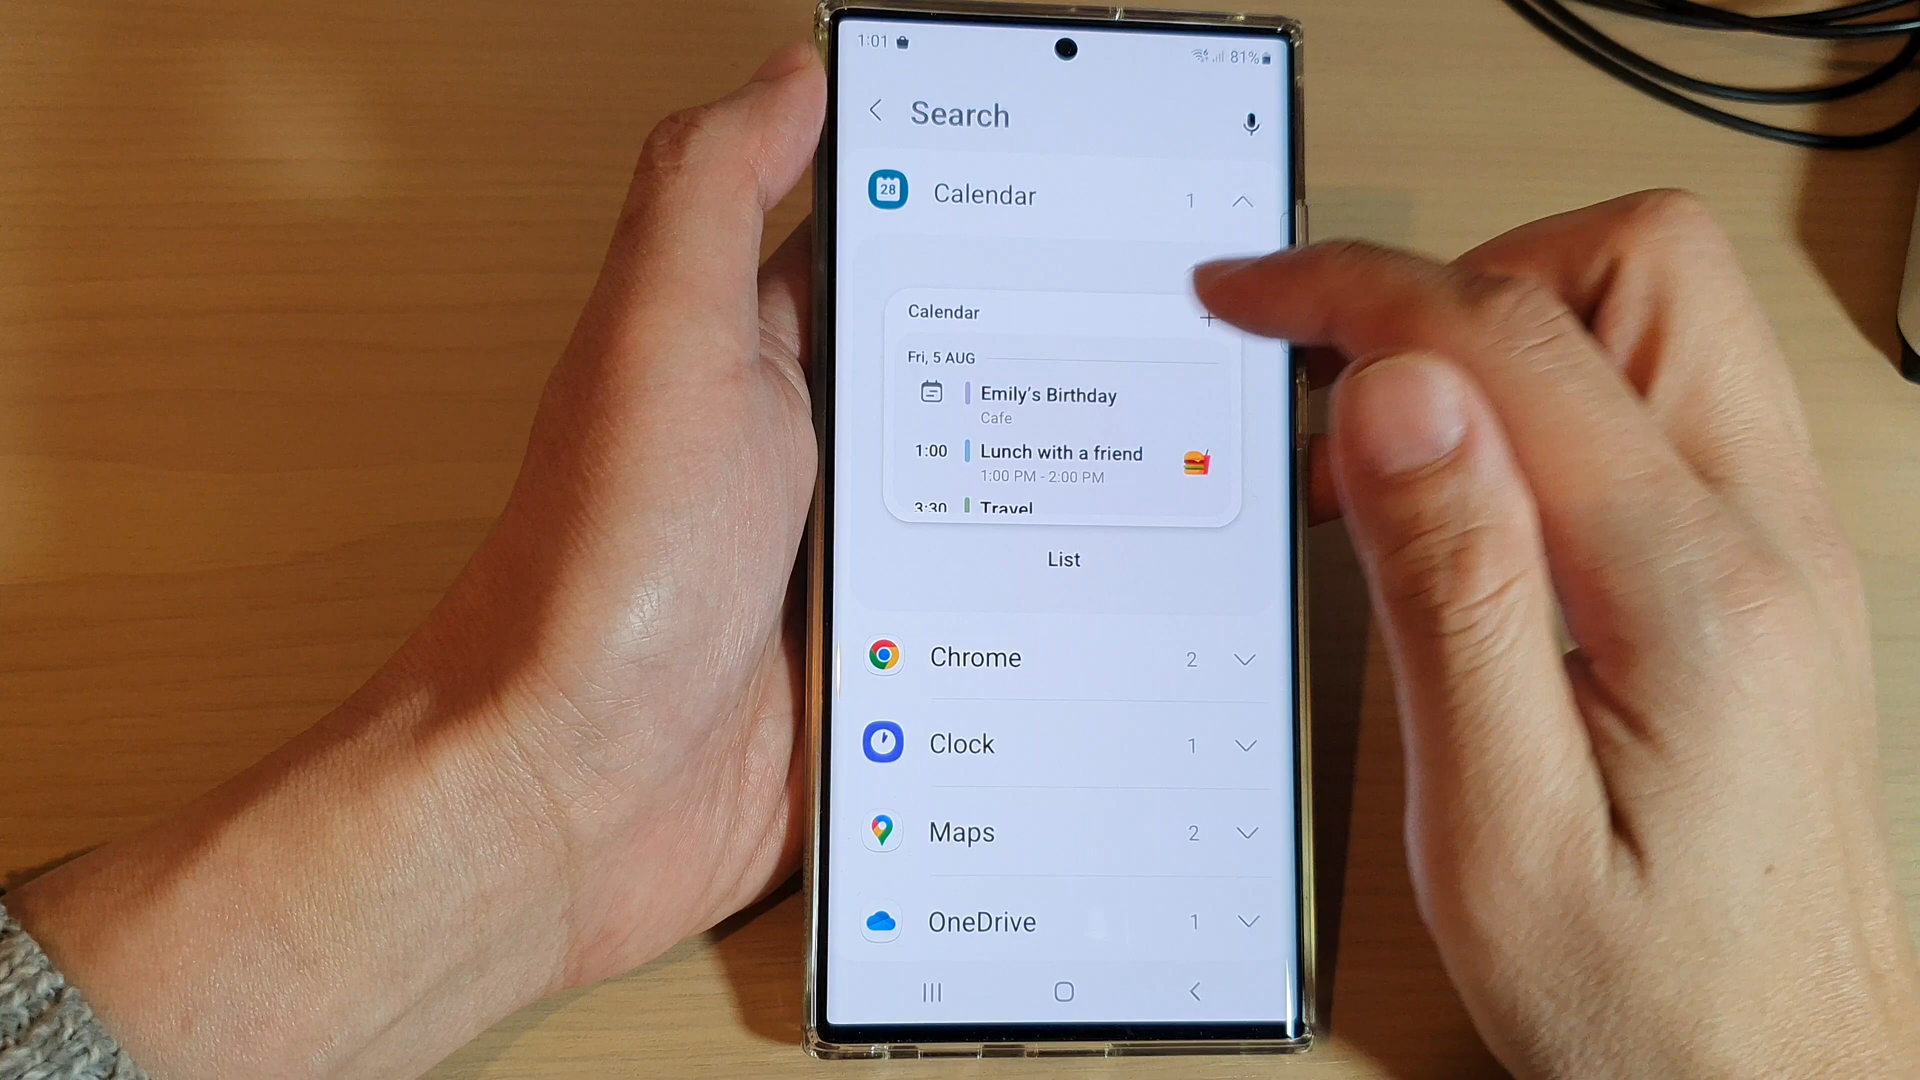 1:01
81%
Search
28
Calendar 1
Calendar +
Fri, 5 AUG
Emily's Birthday
Cafe
1:00 Lunch with a friend
1:00 PM - 2:00 PM
3:30 Travel
List
Chrome 2
Clock 1
Maps 2
OneDrive 1